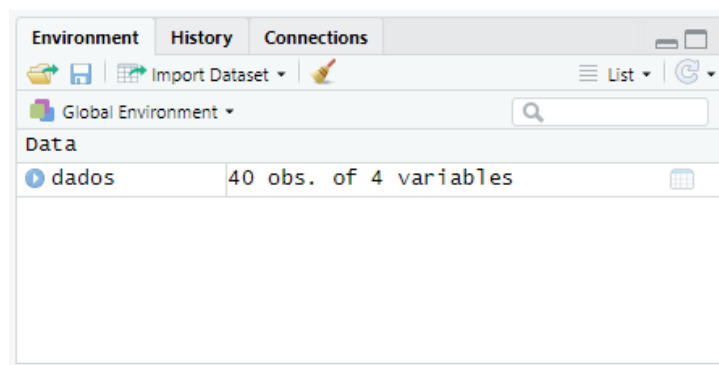 Environment History Connections
Import Dataset List
Global Environment
Data
dados 40 obs. of 4 variables